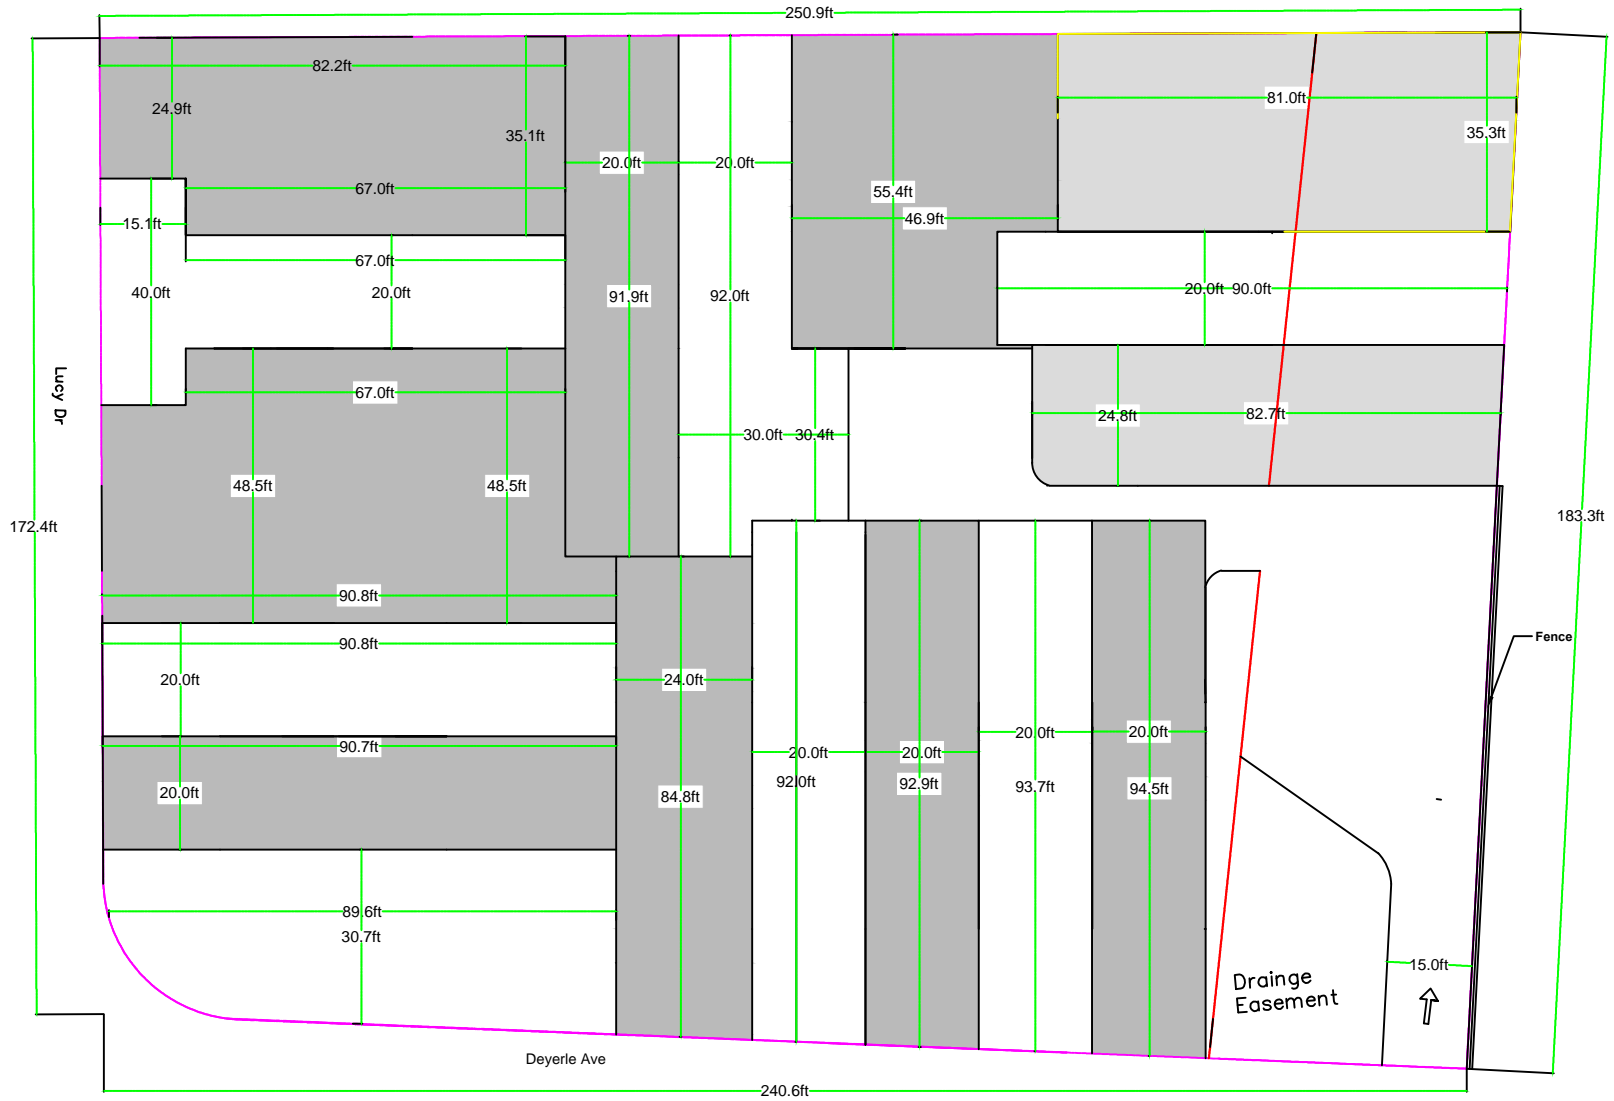 250.9ft
82.2ft
24.9ft
35.1ft
81.0ft
35.3ft
20.0ft
20.0ft
67.0ft
55.4ft
46.9ft
15.1ft
67.0ft
40.0ft
20.0ft
91.9ft
92.0ft
20.0ft
90.0ft
Lucy Dr
67.0ft
24.8ft
82.7ft
30.0ft
30.4ft
48.5ft
48.5ft
172.4ft
183.3ft
90.8ft
90.8ft
Fence
20.0ft
24.0ft
90.7ft
20.0ft
20.0ft
20.0ft
20.0ft
20.0ft
84.8ft
92.0ft
92.9ft
93.7ft
94.5ft
89.6ft
30.7ft
15.0ft
Drainge
Easement
Deyerle Ave
240.6ft